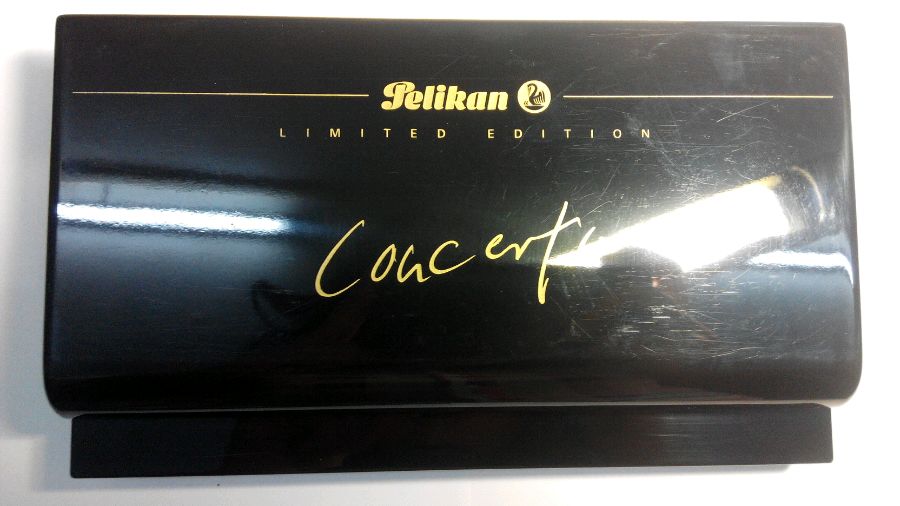 Pelikan
LIMITED EDITION
Concerto